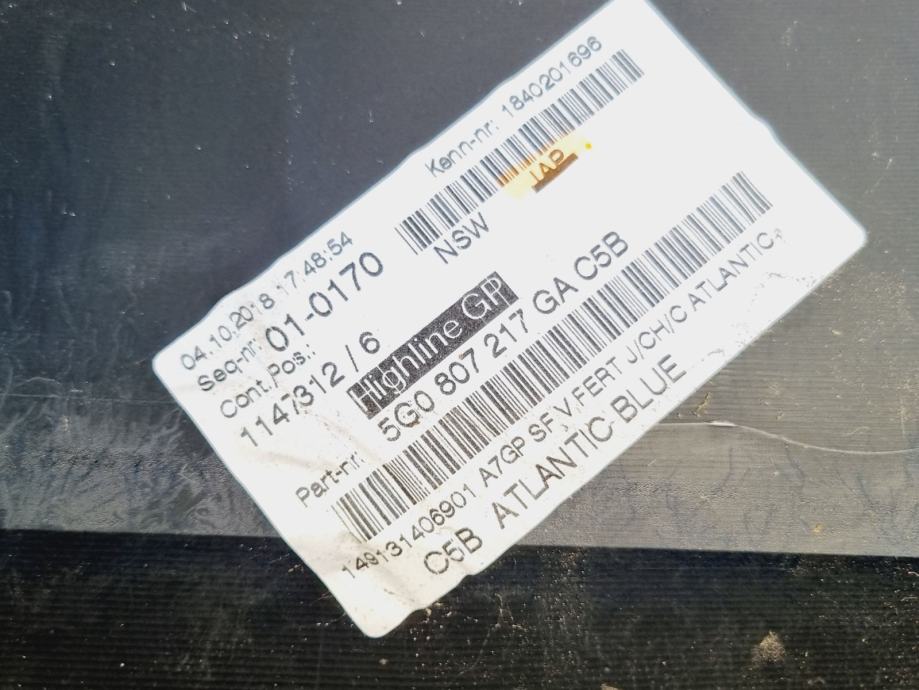 04.10.2018 17:48:54
Kenn-nr: 1840201696
Seq-nr: 01-0170
NSW
JAP
Cont./Pos.:
1147312 / 6
Highline GP
Part-nr: 5G0 807 217 GA C5B
149131406901 A7GP SF V FERT J/CH/C ATLANTIC
C5B ATLANTIC BLUE